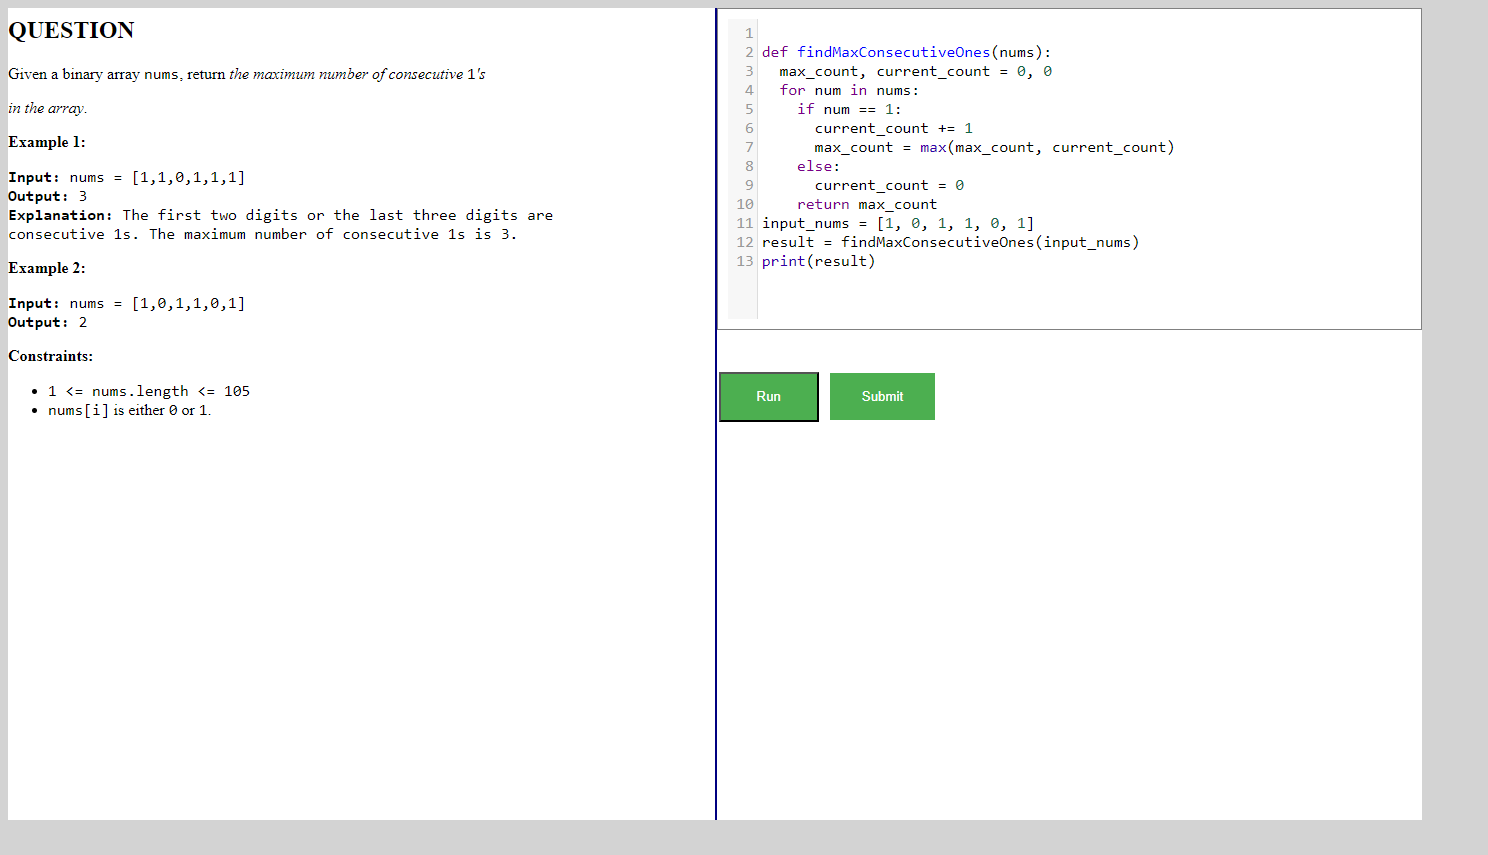 QUESTION
Given a binary array nums, return the maximum number of consecutive 1's
in the array.
Example 1:
Input: nums = [1,1,0,1,1,1]
Output: 3
Explanation: The first two digits or the last three digits are
consecutive 1s. The maximum number of consecutive 1s is 3.
Example 2:
Input: nums = [1,0,1,1,0,1]
Output: 2
Constraints:
• 1 <= nums.length <= 105
• nums[i] is either 0 or 1.
1
2 def findMaxConsecutiveOnes(nums):
3   max_count, current_count = 0, 0
4   for num in nums:
5     if num == 1:
6       current_count += 1
7       max_count = max(max_count, current_count)
8     else:
9       current_count = 0
10     return max_count
11 input_nums = [1, 0, 1, 1, 0, 1]
12 result = findMaxConsecutiveOnes(input_nums)
13 print(result)
Run Submit